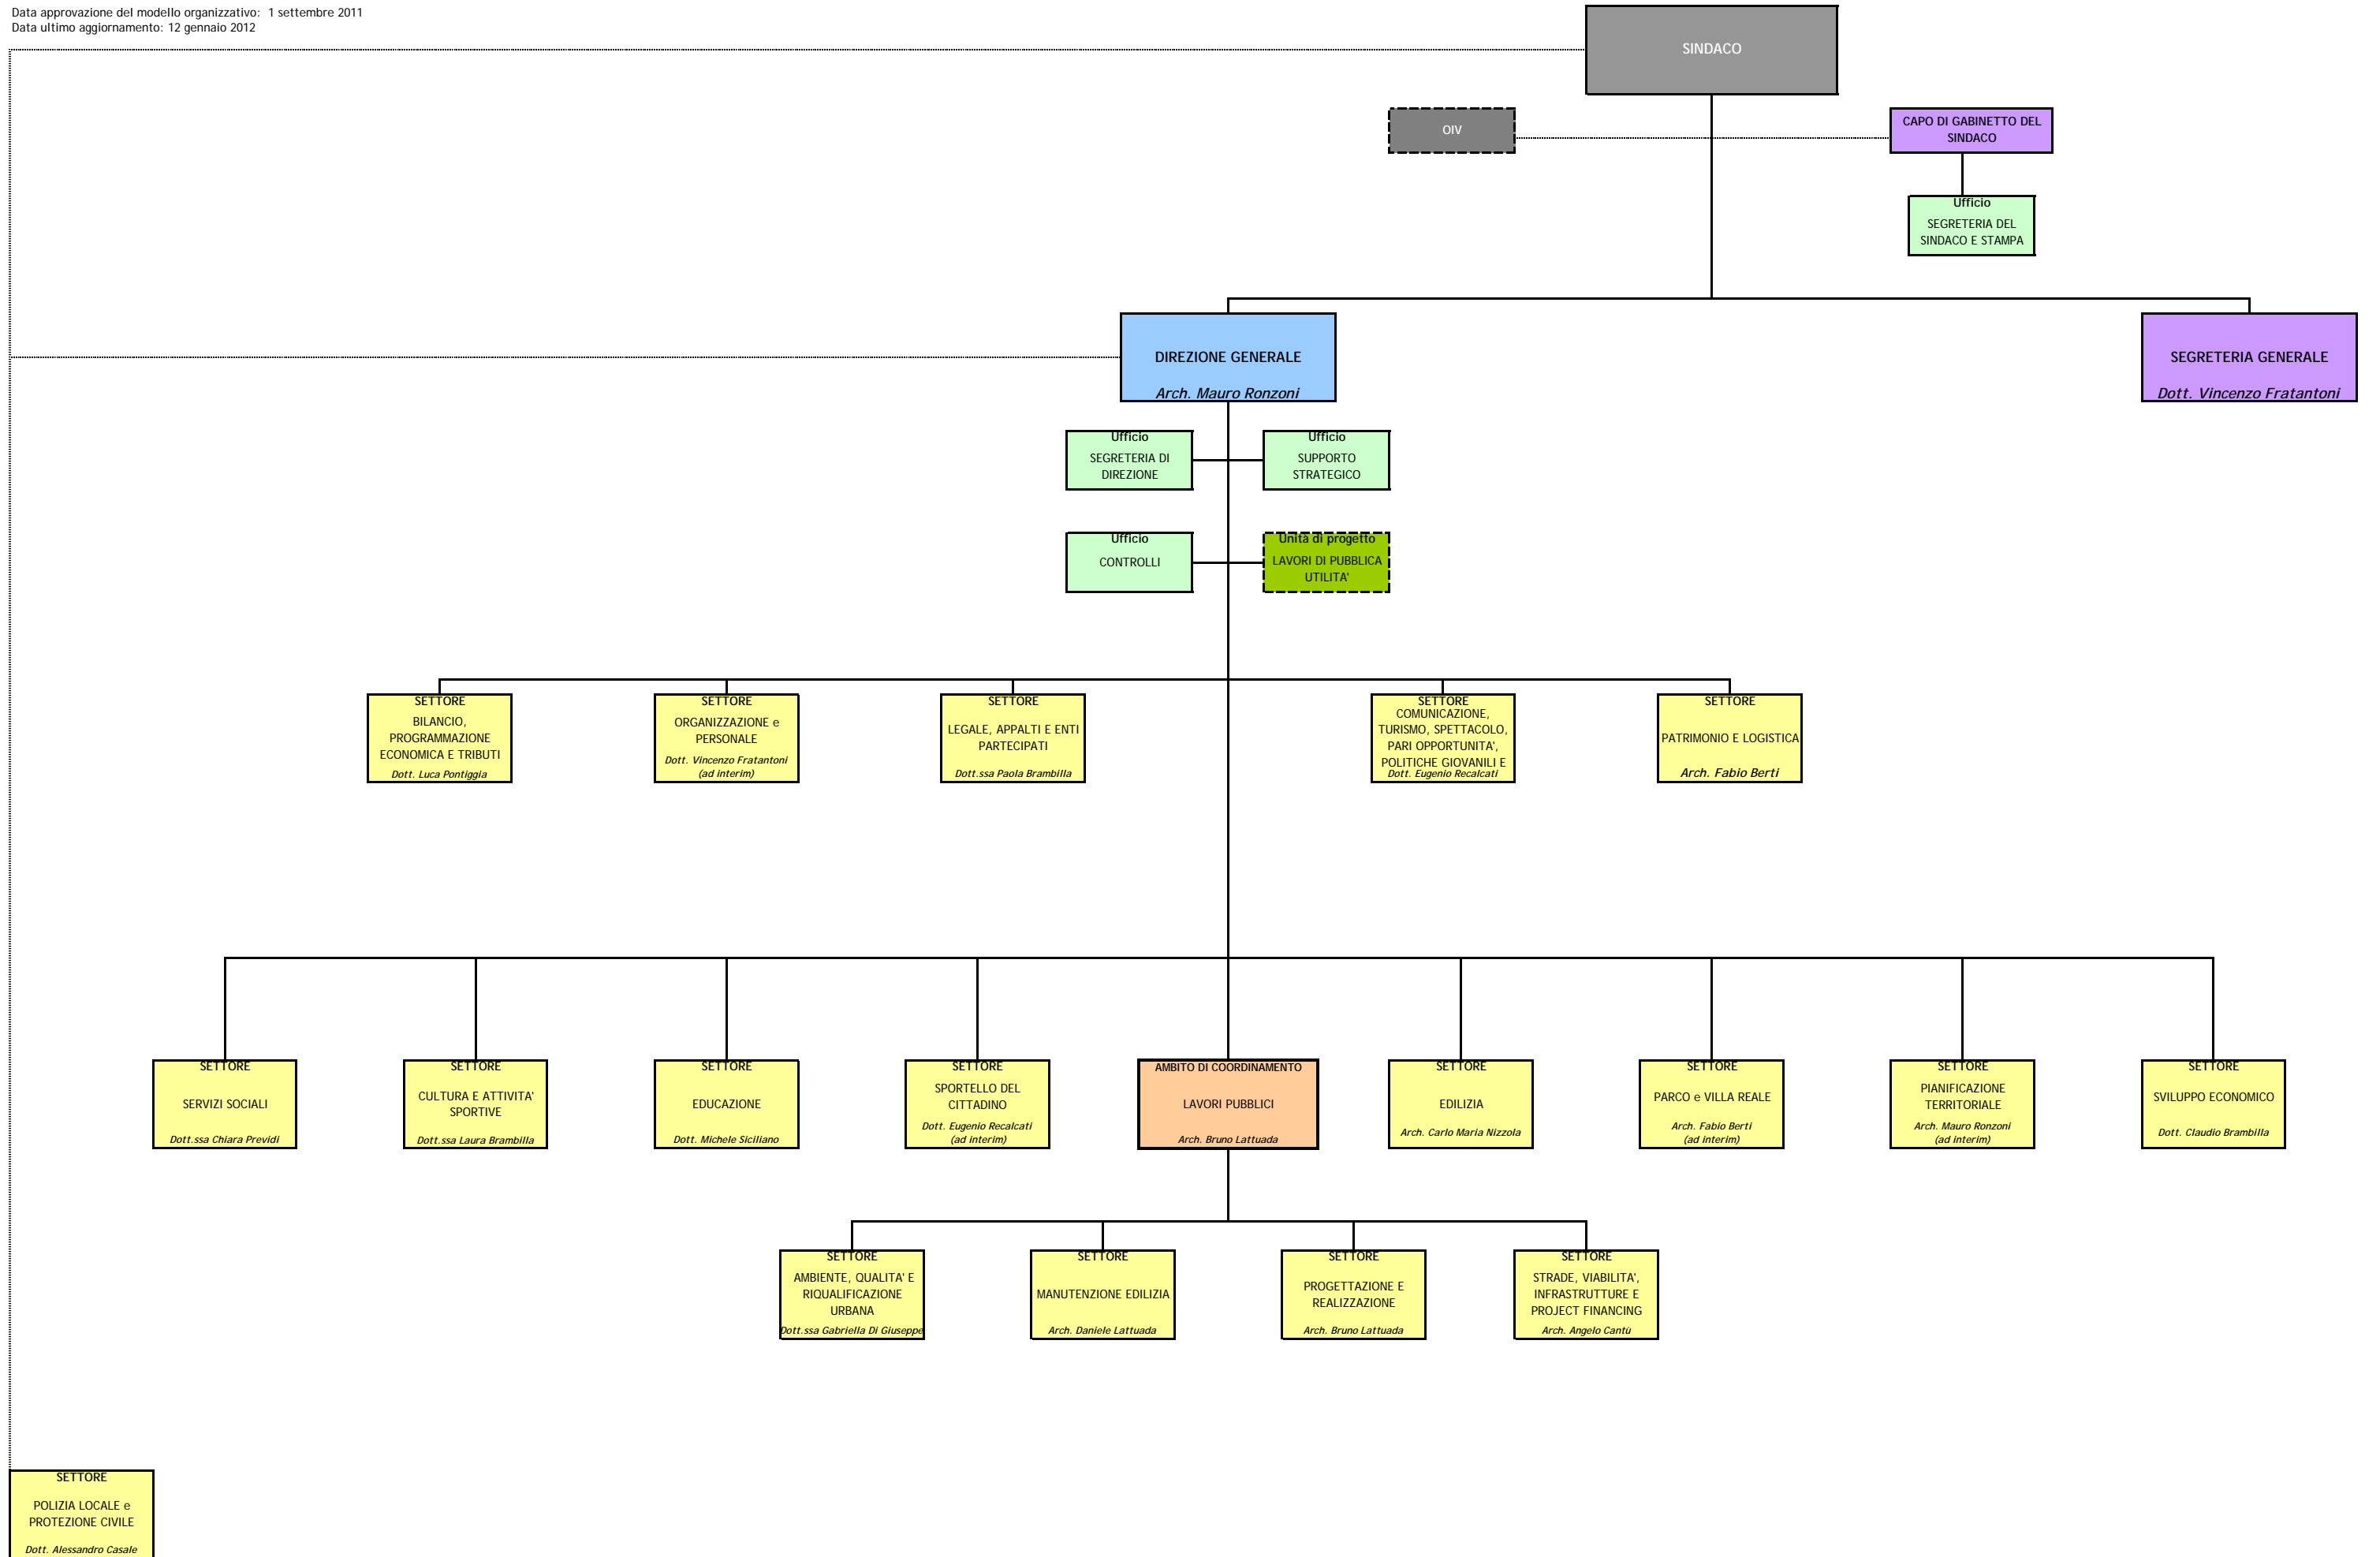 Data approvazione del modello organizzativo: 1 settembre 2011
Data ultimo aggiornamento: 12 gennaio 2012
SINDACO
OIV
CAPO DI GABINETTO DEL
SINDACO
Ufficio
SEGRETERIA DEL
SINDACO E STAMPA
DIREZIONE GENERALE
Arch. Mauro Ronzoni
SEGRETERIA GENERALE
Dott. Vincenzo Fratantoni
Ufficio
SEGRETERIA DI
DIREZIONE
Ufficio
SUPPORTO
STRATEGICO
Ufficio
CONTROLLI
Unità di progetto
LAVORI DI PUBBLICA
UTILITA'
SETTORE
BILANCIO,
PROGRAMMAZIONE
ECONOMICA E TRIBUTI
Dott. Luca Pontiggia
SETTORE
ORGANIZZAZIONE e
PERSONALE
Dott. Vincenzo Fratantoni
(ad interim)
SETTORE
LEGALE, APPALTI E ENTI
PARTECIPATI
Dott.ssa Paola Brambilla
SETTORE
COMUNICAZIONE,
TURISMO, SPETTACOLO,
PARI OPPORTUNITA',
POLITICHE GIOVANILI E
Dott. Eugenio Recalcati
SETTORE
PATRIMONIO E LOGISTICA
Arch. Fabio Berti
SETTORE
SERVIZI SOCIALI
Dott.ssa Chiara Previdi
SETTORE
CULTURA E ATTIVITA'
SPORTIVE
Dott.ssa Laura Brambilla
SETTORE
EDUCAZIONE
Dott. Michele Siciliano
SETTORE
SPORTELLO DEL
CITTADINO
Dott. Eugenio Recalcati
(ad interim)
AMBITO DI COORDINAMENTO
LAVORI PUBBLICI
Arch. Bruno Lattuada
SETTORE
EDILIZIA
Arch. Carlo Maria Nizzola
SETTORE
PARCO e VILLA REALE
Arch. Fabio Berti
(ad interim)
SETTORE
PIANIFICAZIONE
TERRITORIALE
Arch. Mauro Ronzoni
(ad interim)
SETTORE
SVILUPPO ECONOMICO
Dott. Claudio Brambilla
SETTORE
AMBIENTE, QUALITA' E
RIQUALIFICAZIONE
URBANA
Dott.ssa Gabriella Di Giuseppe
SETTORE
MANUTENZIONE EDILIZIA
Arch. Daniele Lattuada
SETTORE
PROGETTAZIONE E
REALIZZAZIONE
Arch. Bruno Lattuada
SETTORE
STRADE, VIABILITA',
INFRASTRUTTURE E
PROJECT FINANCING
Arch. Angelo Cantù
SETTORE
POLIZIA LOCALE e
PROTEZIONE CIVILE
Dott. Alessandro Casale